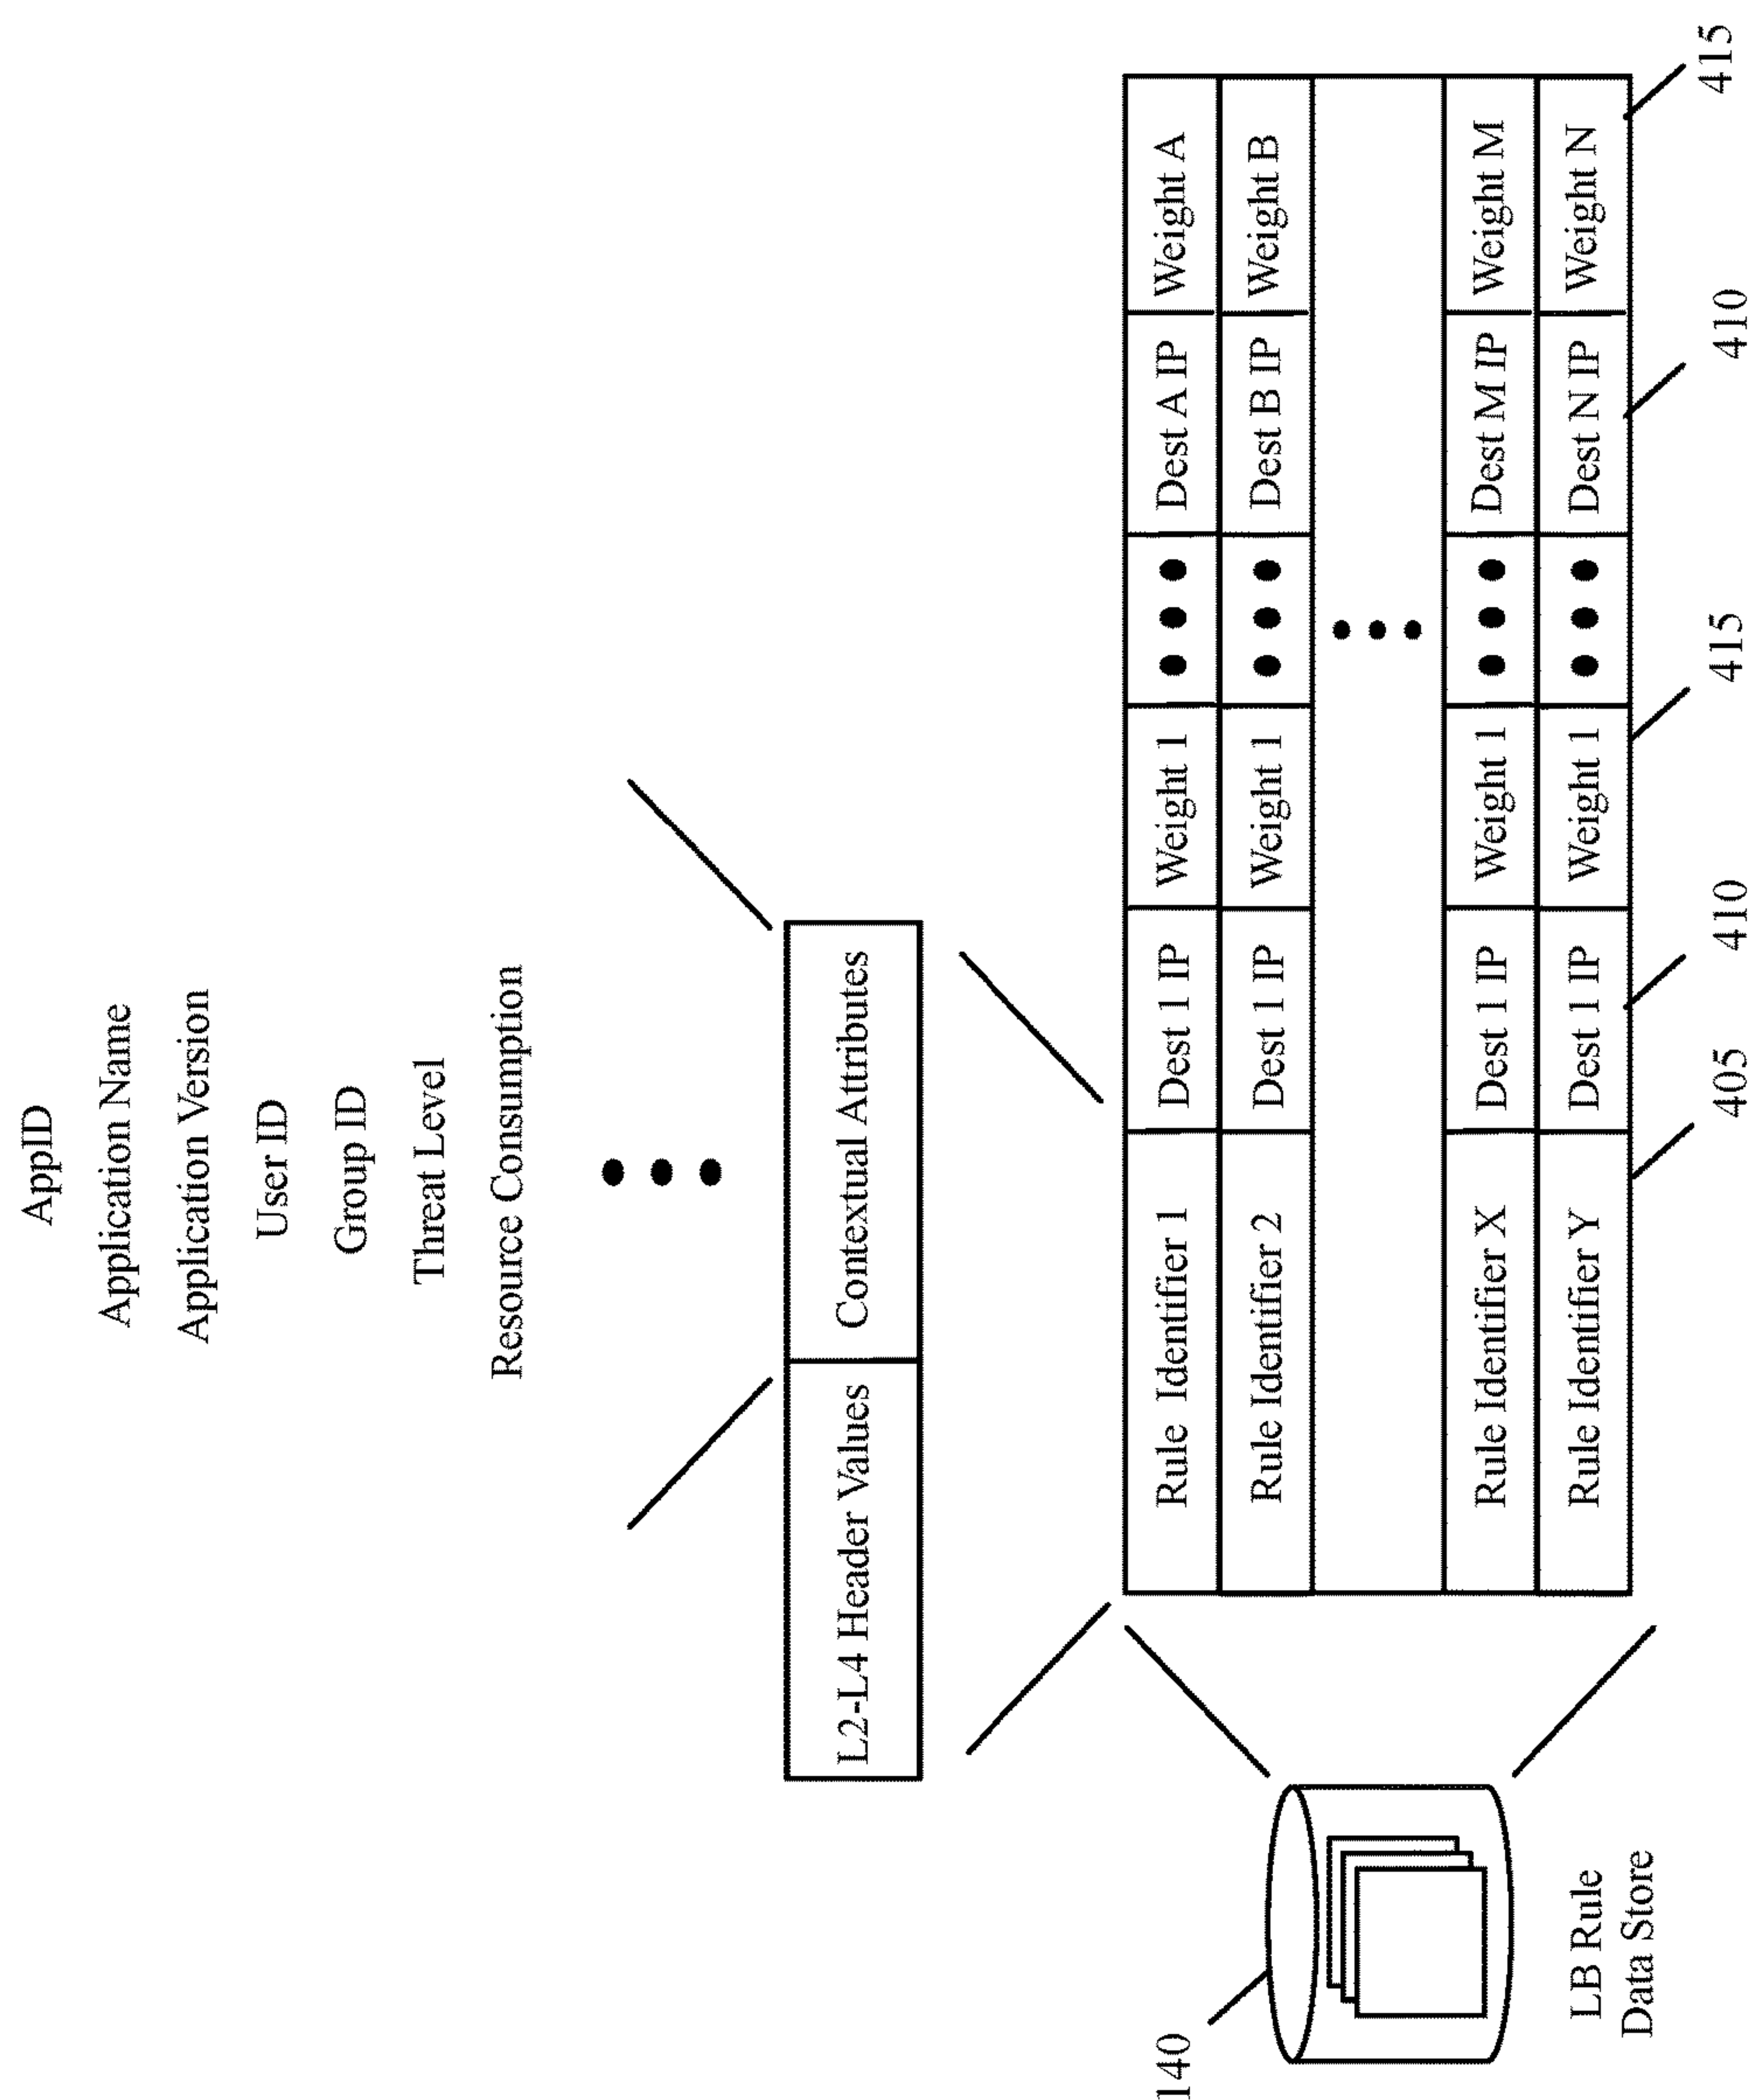 AppID
Application Name
Application Version
User ID
Group ID
Threat Level
Resource Consumption
L2-L4 Header Values Contextual Attributes
140
LB Rule
Data Store
Rule Identifier 1 Dest 1 IP Weight 1 Dest A IP Weight A
Rule Identifier 2 Dest 1 IP Weight 1 Dest B IP Weight B
Rule Identifier X Dest 1 IP Weight 1 Dest M IP Weight M
Rule Identifier Y Dest 1 IP Weight 1 Dest N IP Weight N
405 410 415 410 415